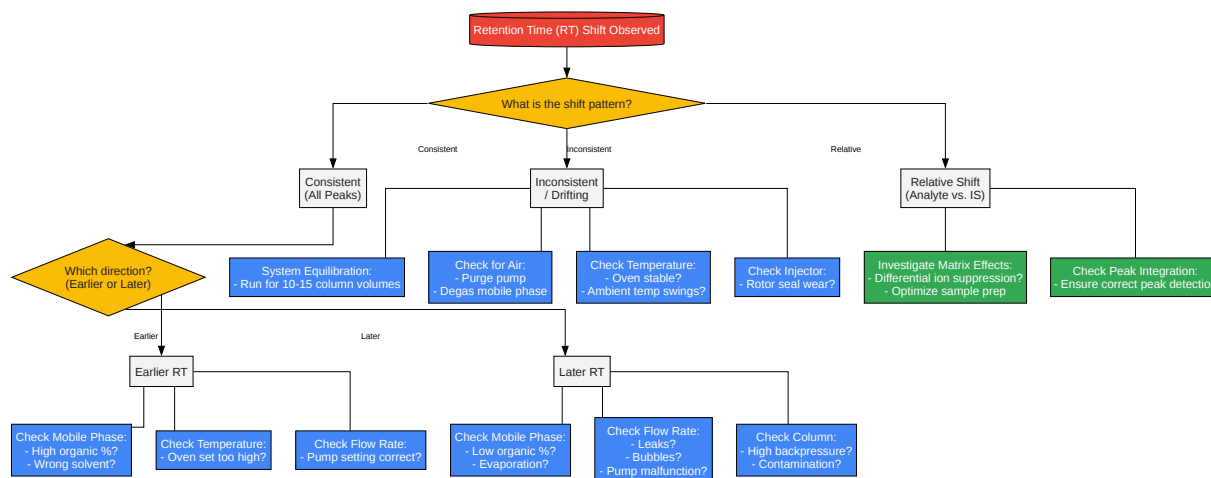 Retention Time (RT) Shift Observed
What is the shift pattern?
Consistent
Inconsistent
Relative
Consistent
(All Peaks)
Inconsistent
/ Drifting
Relative Shift
(Analyte vs. IS)
Which direction?
(Earlier or Later)
System Equilibration:
- Run for 10-15 column volumes
Check for Air:
- Purge pump
- Degas mobile phase
Check Temperature:
- Oven stable?
- Ambient temp swings?
Check Injector:
- Rotor seal wear?
Investigate Matrix Effects:
- Differential ion suppression?
- Optimize sample prep
Check Peak Integration:
- Ensure correct peak detection
Earlier
Later
Earlier RT
Later RT
Check Mobile Phase:
- High organic %?
- Wrong solvent?
Check Temperature:
- Oven set too high?
Check Flow Rate:
- Pump setting correct?
Check Mobile Phase:
- Low organic %?
- Evaporation?
Check Flow Rate:
- Leaks?
- Bubbles?
- Pump malfunction?
Check Column:
- High backpressure?
- Contamination?